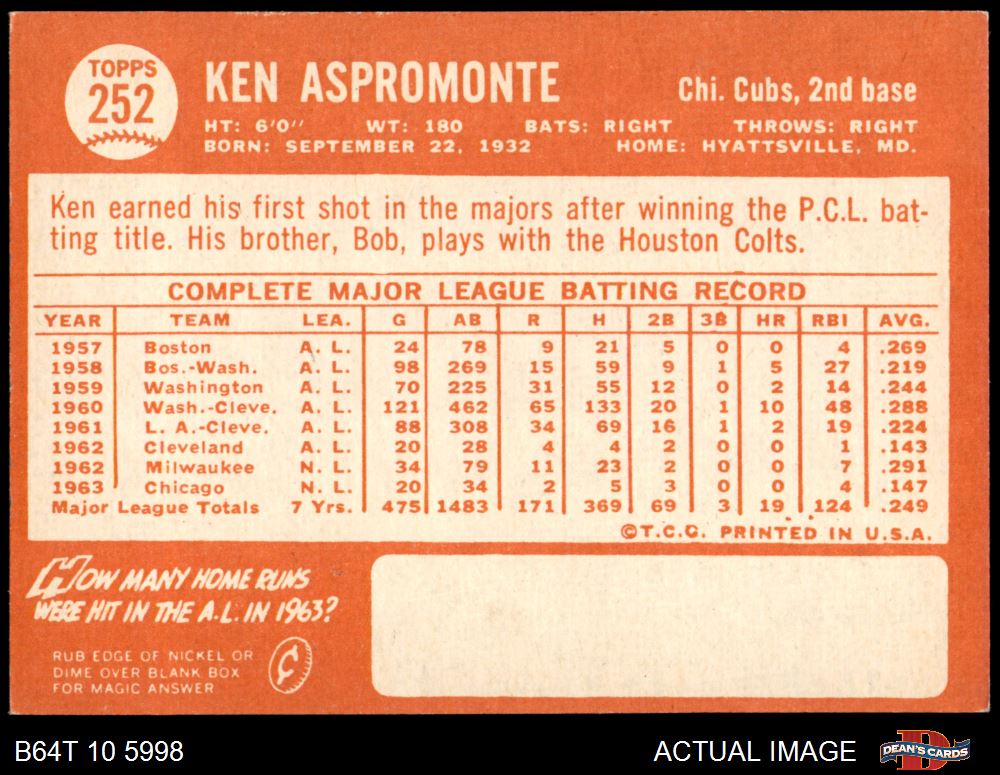 TOPPS
252
KEN ASPROMONTE
Chi. Cubs, 2nd base
HT: 6'0" WT: 180 BATS: RIGHT THROWS: RIGHT
BORN: SEPTEMBER 22, 1932 HOME: HYATTSVILLE, MD.
Ken earned his first shot in the majors after winning the P.C.L. bat-
ting title. His brother, Bob, plays with the Houston Colts.
COMPLETE MAJOR LEAGUE BATTING RECORD
YEAR TEAM LEA. G AB R H 2B 3B HR RBI AVG.
1957 Boston A. L. 24 78 9 21 5 0 0 4 .269
1958 Bos.-Wash. A. L. 98 269 15 59 9 1 5 27 .219
1959 Washington A. L. 70 225 31 55 12 0 2 14 .244
1960 Wash.-Cleve. A. L. 121 462 65 133 20 1 10 48 .288
1961 L. A.-Cleve. A. L. 88 308 34 69 16 1 2 19 .224
1962 Cleveland A. L. 20 28 4 4 2 0 0 1 .143
1962 Milwaukee N. L. 34 79 11 23 2 0 0 7 .291
1963 Chicago N. L. 20 34 2 5 3 0 0 4 .147
Major League Totals 7 Yrs. 475 1483 171 369 69 3 19 124 .249
©T.C.G. PRINTED IN U.S.A.
HOW MANY HOME RUNS
WERE HIT IN THE A.L. IN 1963?
RUB EDGE OF NICKEL OR
DIME OVER BLANK BOX
FOR MAGIC ANSWER
¢
B64T 10 5998 ACTUAL IMAGE
D
DEAN'S CARDS